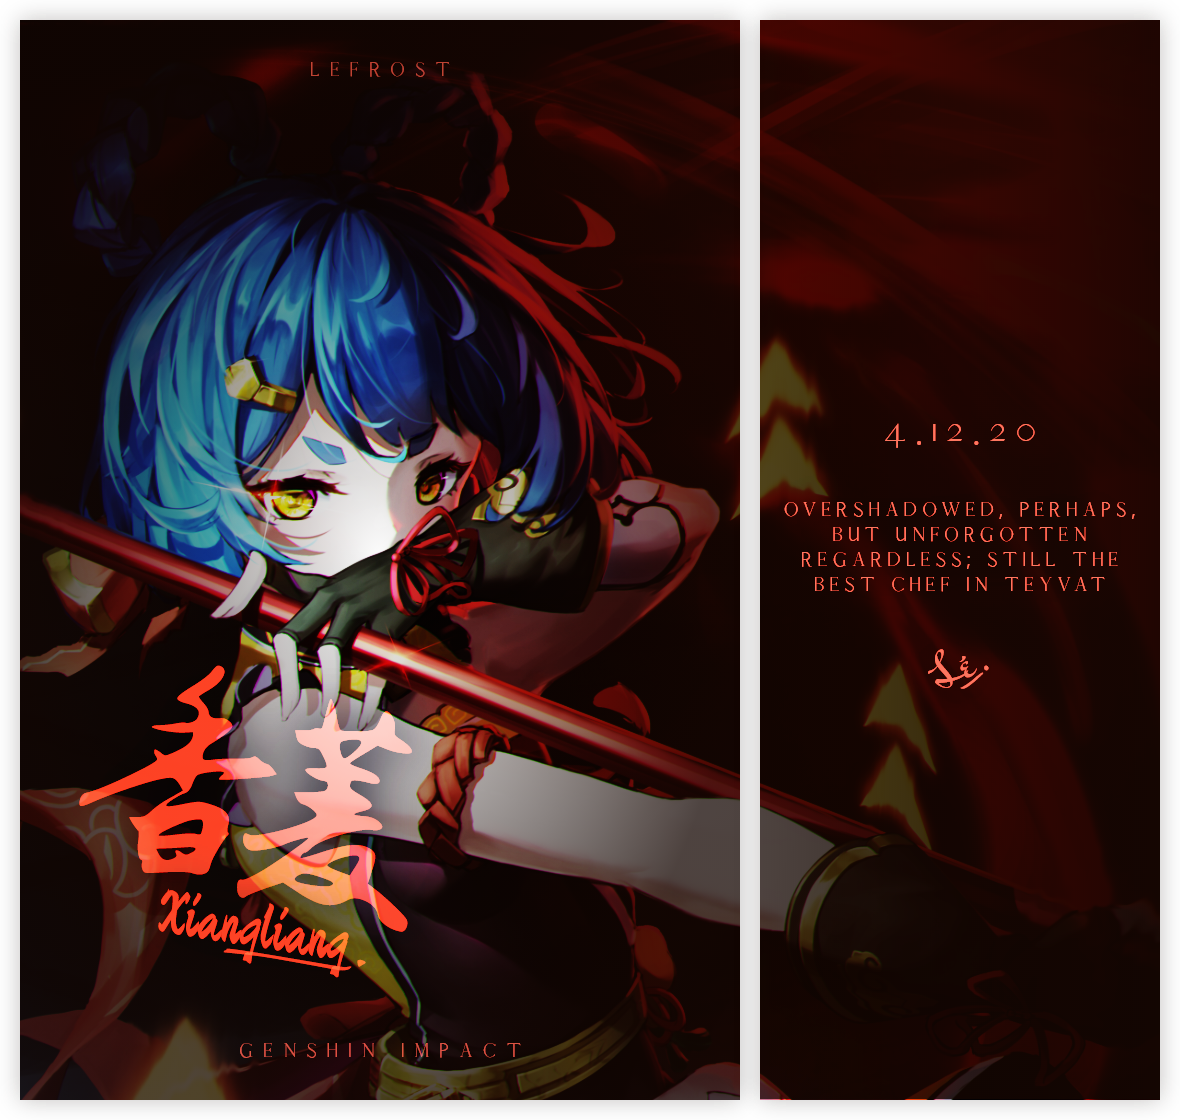 LEFROST
香菱
Xiangliang.
GENSHIN IMPACT
4.12.20
OVERSHADOWED, PERHAPS,
BUT UNFORGOTTEN
REGARDLESS; STILL THE
BEST CHEF IN TEYVAT
Lé.